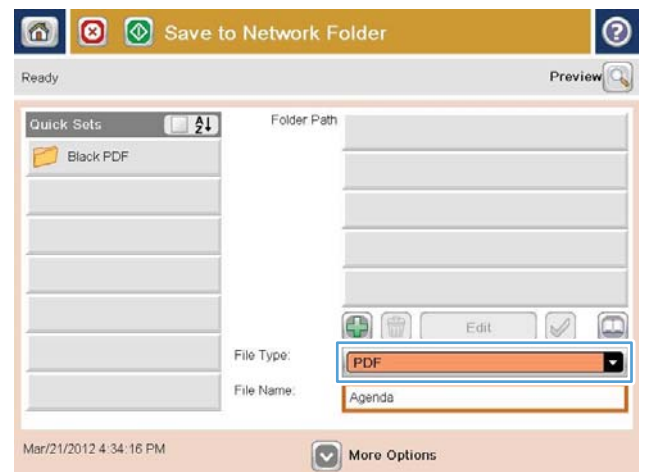 Save to Network Folder
Ready
Preview
Quick Sets
Folder Path
Black PDF
Edit
File Type:
PDF
File Name:
Agenda
Mar/21/2012 4:34:16 PM
More Options